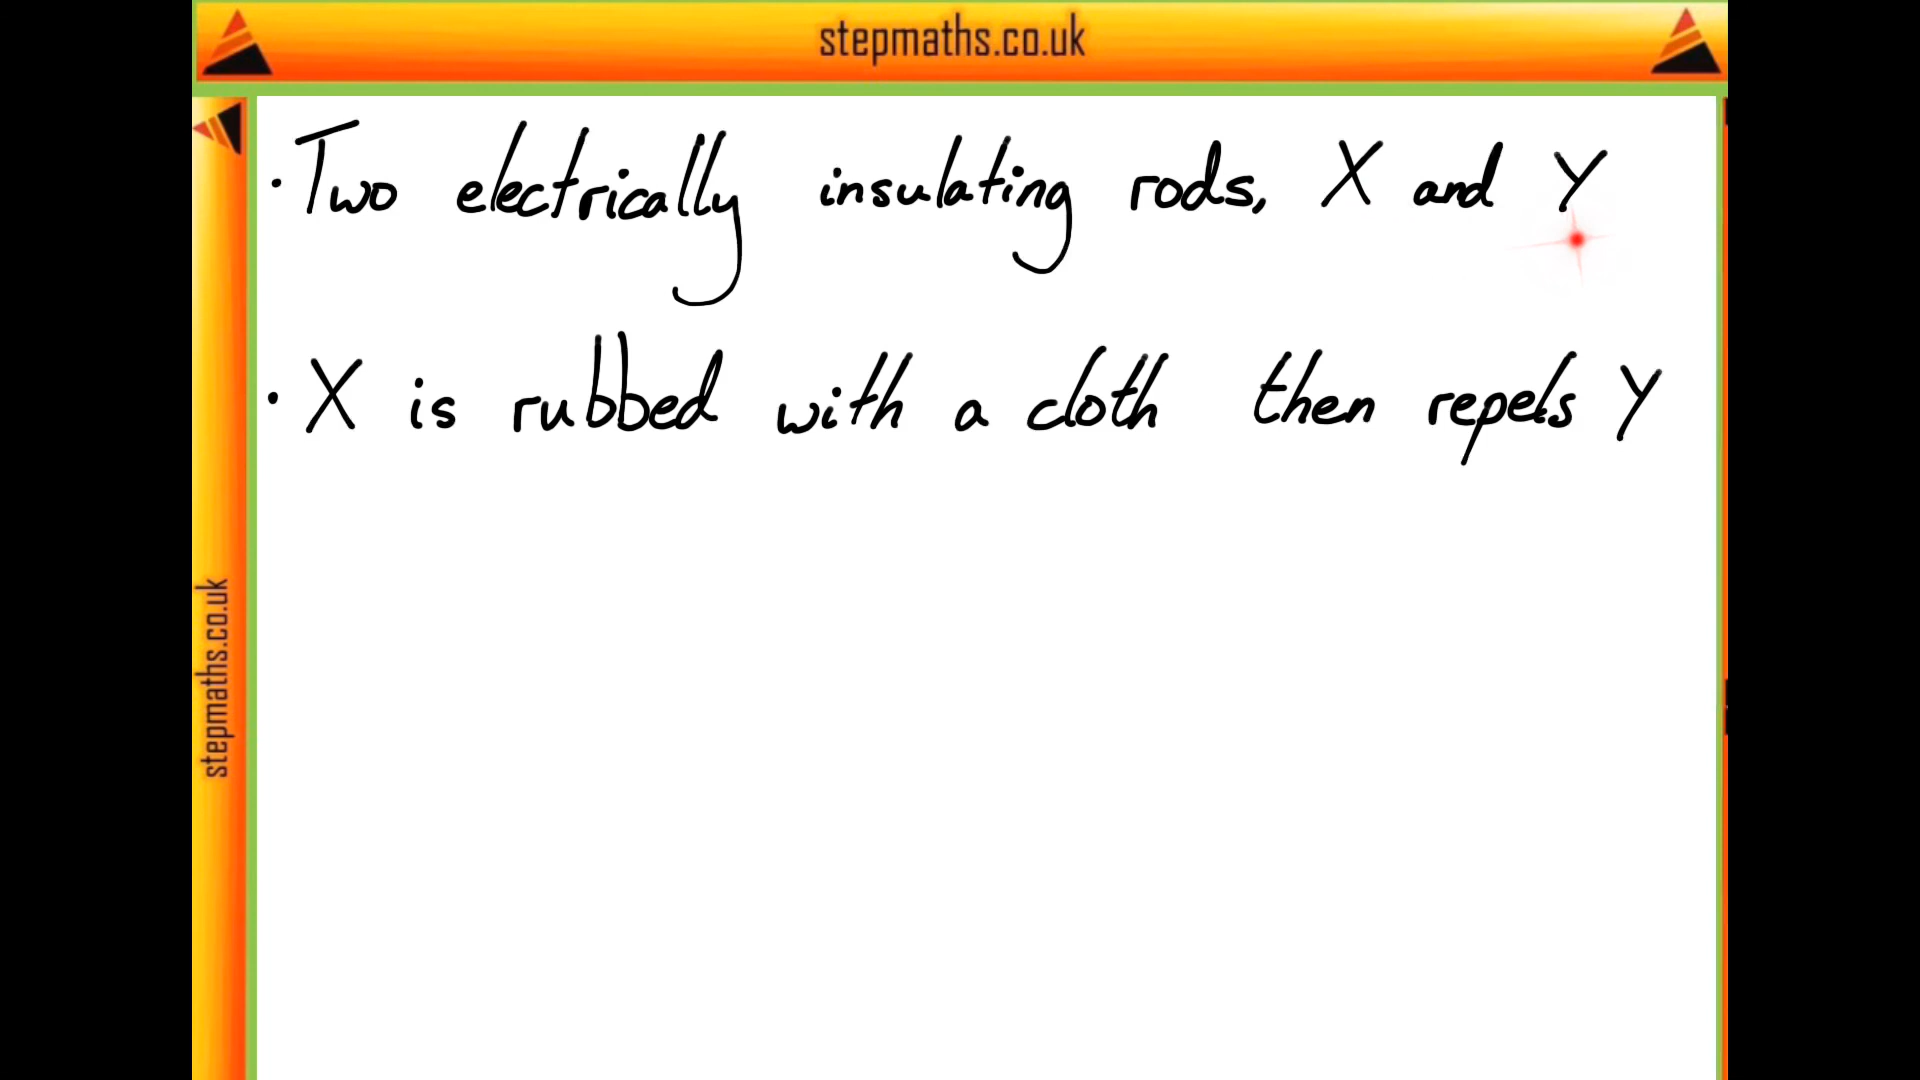 stepmaths.co.uk
· Two electrically insulating rods, X and Y
· X is rubbed with a cloth then repels Y
stepmaths.co.uk